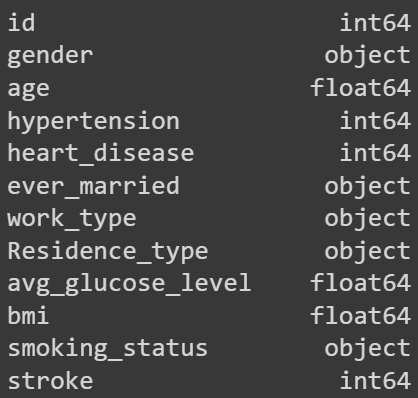 id int64
gender object
age float64
hypertension int64
heart_disease int64
ever_married object
work_type object
Residence_type object
avg_glucose_level float64
bmi float64
smoking_status object
stroke int64